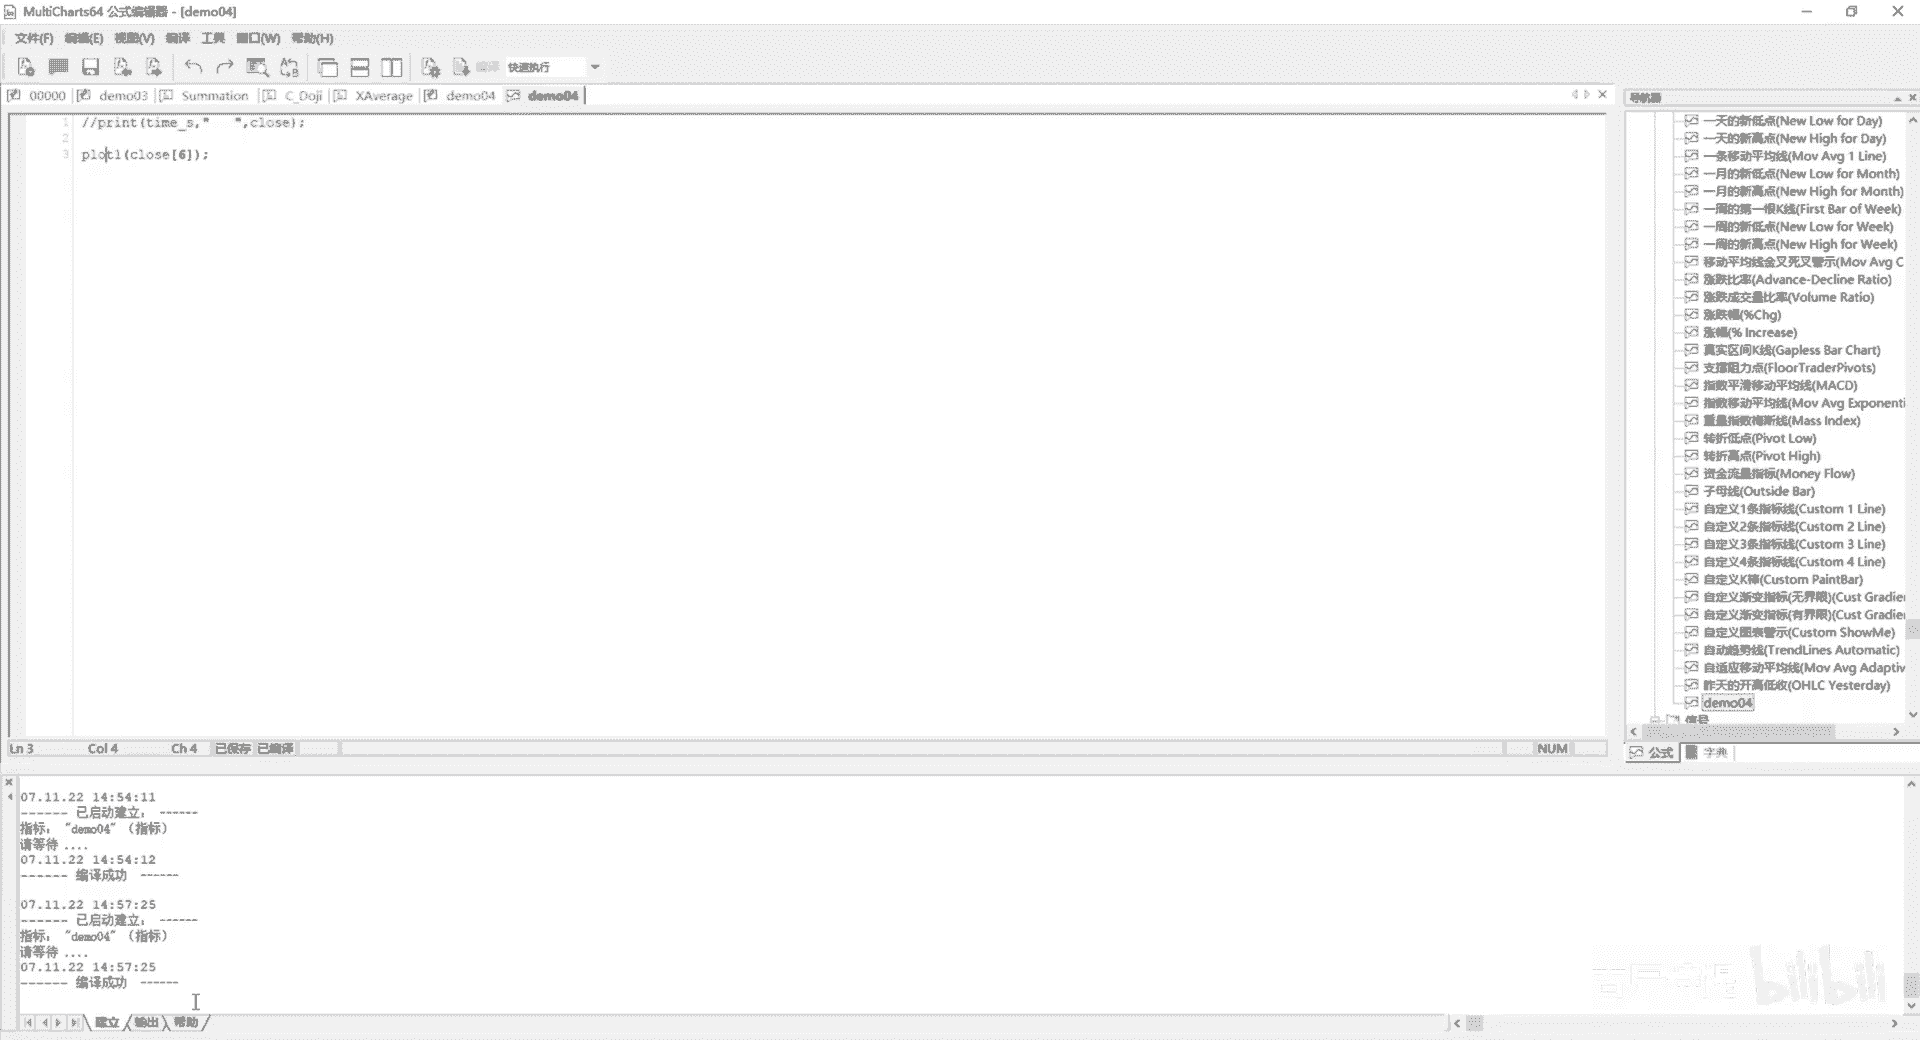 MultiCharts64 公式编辑器 - [demo04]
文件(F) 编辑(E) 视图(V) 编译 工具 窗口(W) 帮助(H)
编译 快速执行
00000 demo03 Summation C_Doji XAverage demo04 demo04
导航器
1 //print(time_s,"   ",close);
2
3 plot1(close[6]);
一天的新低点(New Low for Day)
一天的新高点(New High for Day)
一条移动平均线(Mov Avg 1 Line)
一月的新低点(New Low for Month)
一月的新高点(New High for Month)
一周的第一根K线(First Bar of Week)
一周的新低点(New Low for Week)
一周的新高点(New High for Week)
移动平均线金叉死叉警示(Mov Avg C
涨跌比率(Advance-Decline Ratio)
涨跌成交量比率(Volume Ratio)
涨跌幅(%Chg)
涨幅(% Increase)
真实区间K线(Gapless Bar Chart)
支撑阻力点(FloorTraderPivots)
指数平滑移动平均线(MACD)
指数移动平均线(Mov Avg Exponenti
重量指数梅斯线(Mass Index)
转折低点(Pivot Low)
转折高点(Pivot High)
资金流量指标(Money Flow)
子母线(Outside Bar)
自定义1条指标线(Custom 1 Line)
自定义2条指标线(Custom 2 Line)
自定义3条指标线(Custom 3 Line)
自定义4条指标线(Custom 4 Line)
自定义K棒(Custom PaintBar)
自定义渐变指标(无界限)(Cust Gradie
自定义渐变指标(有界限)(Cust Gradie
自定义图表警示(Custom ShowMe)
自动趋势线(TrendLines Automatic)
自适应移动平均线(Mov Avg Adaptiv
昨天的开高低收(OHLC Yesterday)
demo04
信号
公式 字典
Ln 3 Col 4 Ch 4 已保存 已编译 NUM
07.11.22 14:54:11
------ 已启动建立: ------
指标: "demo04" (指标)
请等待 ....
07.11.22 14:54:12
------ 编译成功 ------
07.11.22 14:57:25
------ 已启动建立: ------
指标: "demo04" (指标)
请等待 ....
07.11.22 14:57:25
------ 编译成功 ------
建立 输出 帮助
bilibili